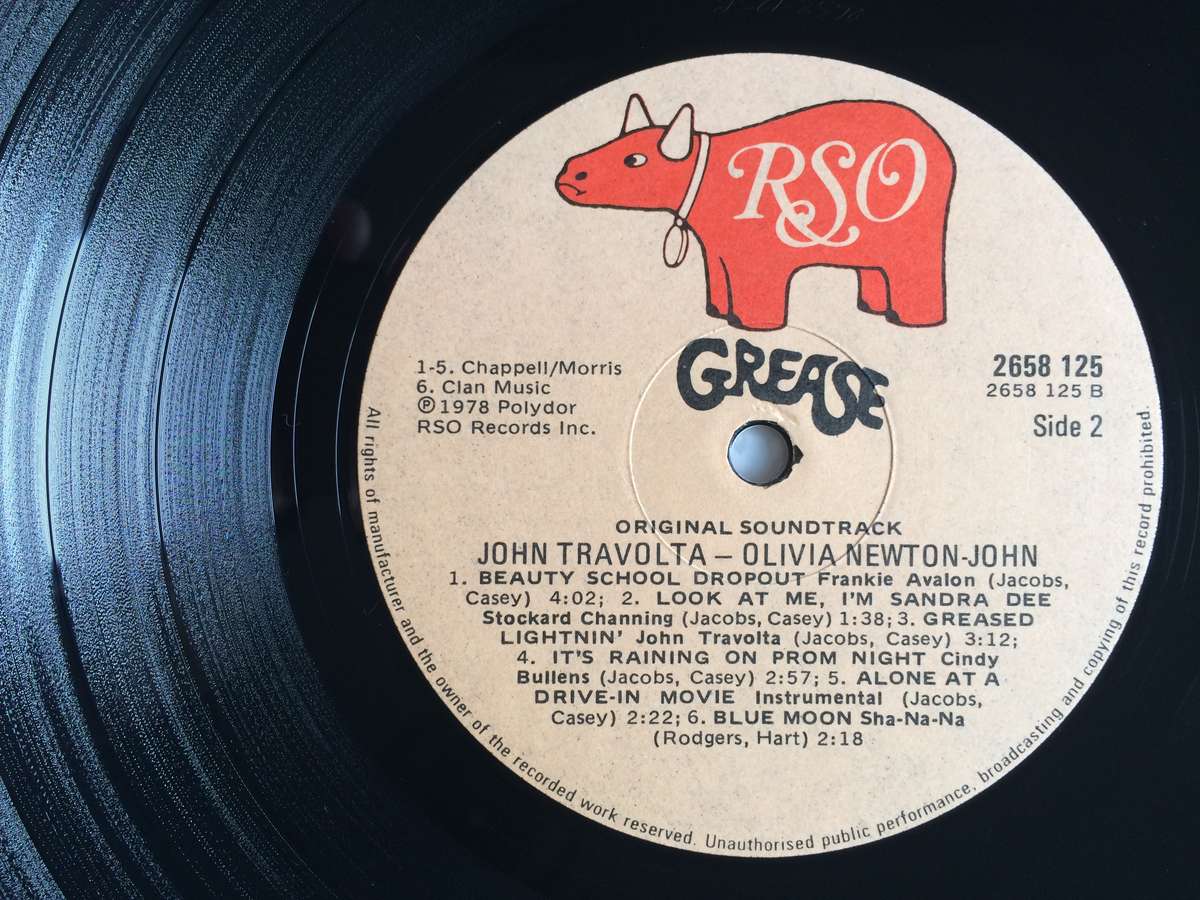 RSO
GREASE
1-5. Chappell/Morris
6. Clan Music
℗ 1978 Polydor
RSO Records Inc.
2658 125
2658 125 B
Side 2
ORIGINAL SOUNDTRACK
JOHN TRAVOLTA – OLIVIA NEWTON-JOHN
1. BEAUTY SCHOOL DROPOUT Frankie Avalon (Jacobs,
Casey) 4:02; 2. LOOK AT ME, I'M SANDRA DEE
Stockard Channing (Jacobs, Casey) 1:38; 3. GREASED
LIGHTNIN' John Travolta (Jacobs, Casey) 3:12;
4. IT'S RAINING ON PROM NIGHT Cindy
Bullens (Jacobs, Casey) 2:57; 5. ALONE AT A
DRIVE-IN MOVIE Instrumental (Jacobs,
Casey) 2:22; 6. BLUE MOON Sha-Na-Na
(Rodgers, Hart) 2:18
All rights of manufacturer and the owner of the recorded work reserved. Unauthorised public performance, broadcasting and copying of this record prohibited.